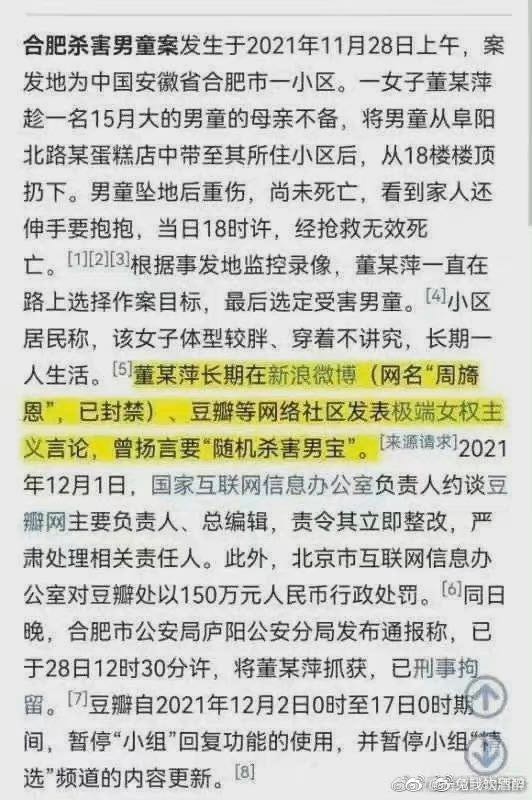 合肥杀害男童案发生于2021年11月28日上午，案
发地为中国安徽省合肥市一小区。一女子董某萍
趁一名15月大的男童的母亲不备，将男童从阜阳
北路某蛋糕店中带至其所住小区后，从18楼楼顶
扔下。男童坠地后重伤，尚未死亡，看到家人还
伸手要抱抱，当日18时许，经抢救无效死
亡。[1][2][3]根据事发地监控录像，董某萍一直在
路上选择作案目标，最后选定受害男童。[4]小区
居民称，该女子体型较胖、穿着不讲究，长期一
人生活。[5]董某萍长期在新浪微博（网名“周旖
恩”，已封禁）、豆瓣等网络社区发表极端女权主
义言论，曾扬言要“随机杀害男宝”。[来源请求]2021
年12月1日，国家互联网信息办公室负责人约谈豆
瓣网主要负责人、总编辑，责令其立即整改，严
肃处理相关责任人。此外，北京市互联网信息办
公室对豆瓣处以150万元人民币行政处罚。[6]同日
晚，合肥市公安局庐阳公安分局发布通报称，已
于28日12时30分许，将董某萍抓获，已刑事拘
留。[7]豆瓣自2021年12月2日0时至17日0时期
间，暂停“小组”回复功能的使用，并暂停小组“精
选”频道的内容更新。[8]